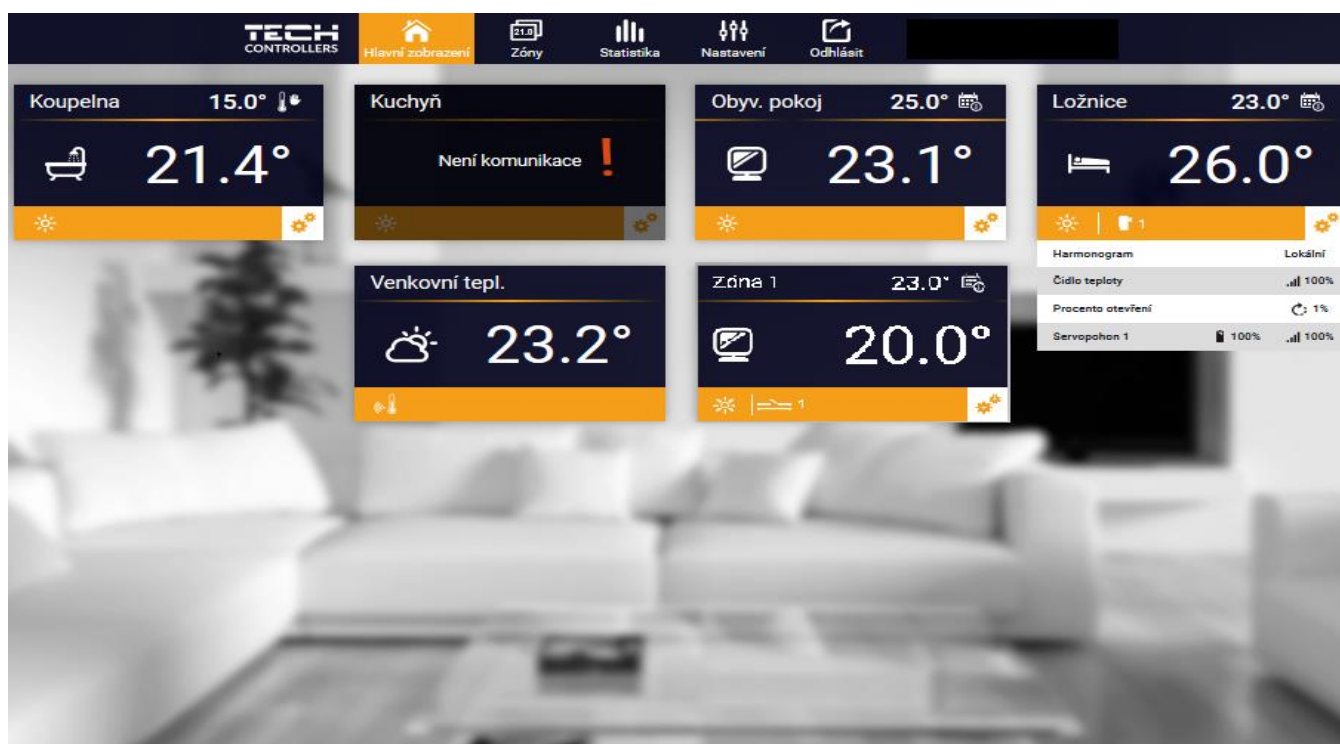 TECH
CONTROLLERS
Hlavní zobrazení
21.0
Zóny
Statistika
Nastavení
Odhlásit
Koupelna 15.0°
21.4°
Kuchyň
Není komunikace !
Obyv. pokoj 25.0°
23.1°
Ložnice 23.0°
26.0°
1
Harmonogram Lokální
Čidlo teploty 100%
Procento otevření 1%
Servopohon 1 100% 100%
Venkovní tepl.
23.2°
Zóna 1 23.0°
20.0°
1